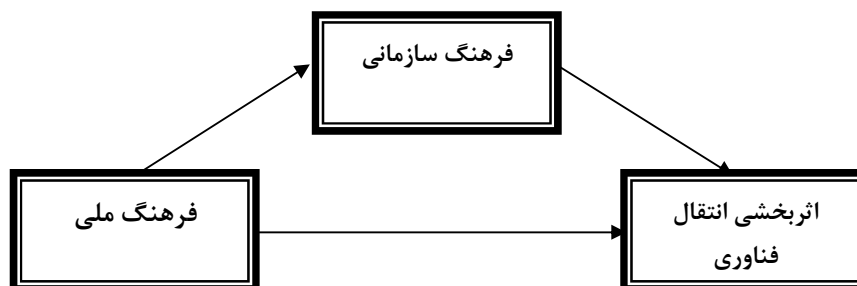 فرهنگ سازمانی
فرهنگ ملی
اثربخشی انتقال
فناوری